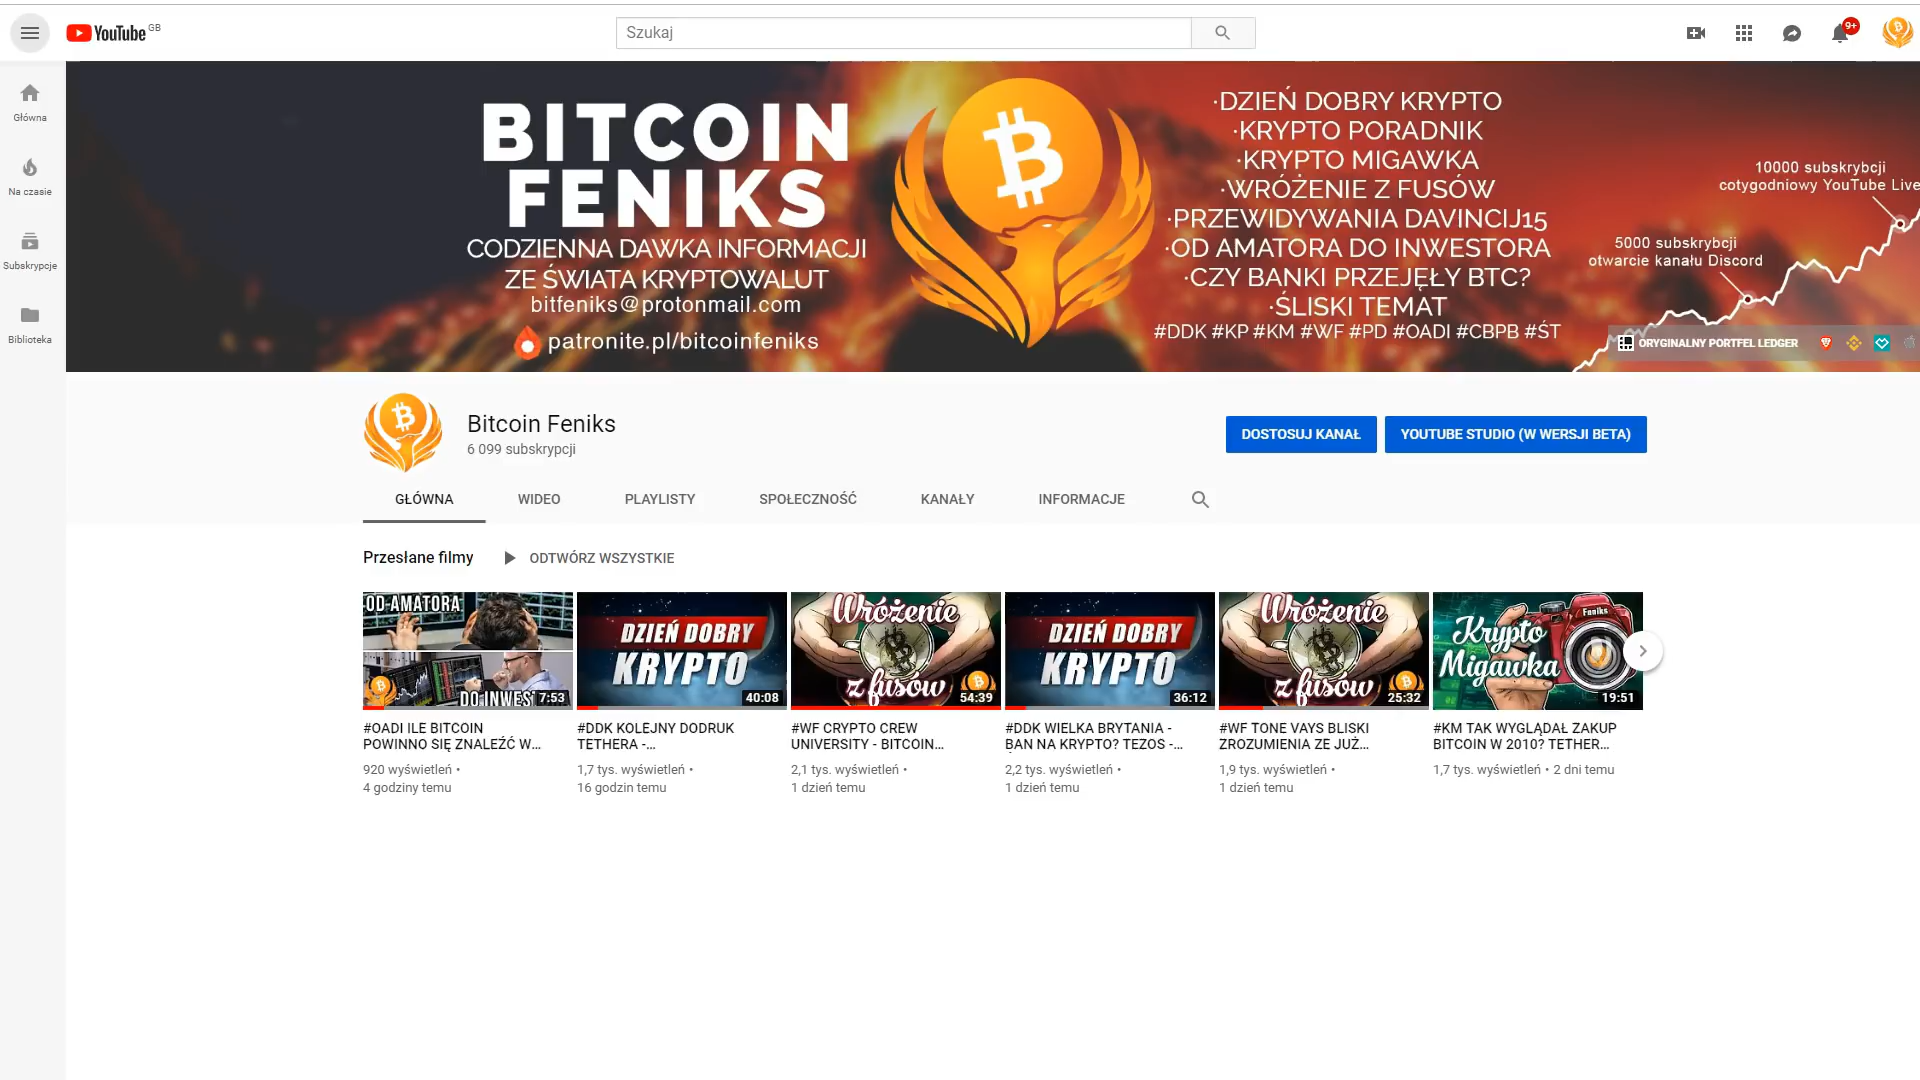 YouTube GB
Szukaj
9+
Główna
Na czasie
Subskrypcje
Biblioteka
BITCOIN
FENIKS
CODZIENNA DAWKA INFORMACJI
ZE ŚWIATA KRYPTOWALUT
bitfeniks@protonmail.com
patronite.pl/bitcoinfeniks
·DZIEŃ DOBRY KRYPTO
·KRYPTO PORADNIK
·KRYPTO MIGAWKA
·WRÓŻENIE Z FUSÓW
·PRZEWIDYWANIA DAVINCIJ15
·OD AMATORA DO INWESTORA
·CZY BANKI PRZEJĘŁY BTC?
·ŚLISKI TEMAT
#DDK #KP #KM #WF #PD #OADI #CBPB #ŚT
10000 subskrybcji
cotygodniowy YouTube Live
5000 subskrybcji
otwarcie kanału Discord
ORYGINALNY PORTFEL LEDGER
Bitcoin Feniks
6 099 subskrypcji
DOSTOSUJ KANAŁ
YOUTUBE STUDIO (W WERSJI BETA)
GŁÓWNA
WIDEO
PLAYLISTY
SPOŁECZNOŚĆ
KANAŁY
INFORMACJE
Przesłane filmy
ODTWÓRZ WSZYSTKIE
OD AMATORA
DO INWEST
7:53
#OADI ILE BITCOIN
POWINNO SIĘ ZNALEŹĆ W...
920 wyświetleń •
4 godziny temu
DZIEŃ DOBRY
KRYPTO
40:08
#DDK KOLEJNY DODRUK
TETHERA -...
1,7 tys. wyświetleń •
16 godzin temu
Wróżenie
z fusów
54:39
#WF CRYPTO CREW
UNIVERSITY - BITCOIN...
2,1 tys. wyświetleń •
1 dzień temu
DZIEŃ DOBRY
KRYPTO
36:12
#DDK WIELKA BRYTANIA -
BAN NA KRYPTO? TEZOS -...
2,2 tys. wyświetleń •
1 dzień temu
Wróżenie
z fusów
25:32
#WF TONE VAYS BLISKI
ZROZUMIENIA ZE JUŻ...
1,9 tys. wyświetleń •
1 dzień temu
Feniks
Krypto
Migawka
19:51
#KM TAK WYGLĄDAŁ ZAKUP
BITCOIN W 2010? TETHER...
1,7 tys. wyświetleń • 2 dni temu